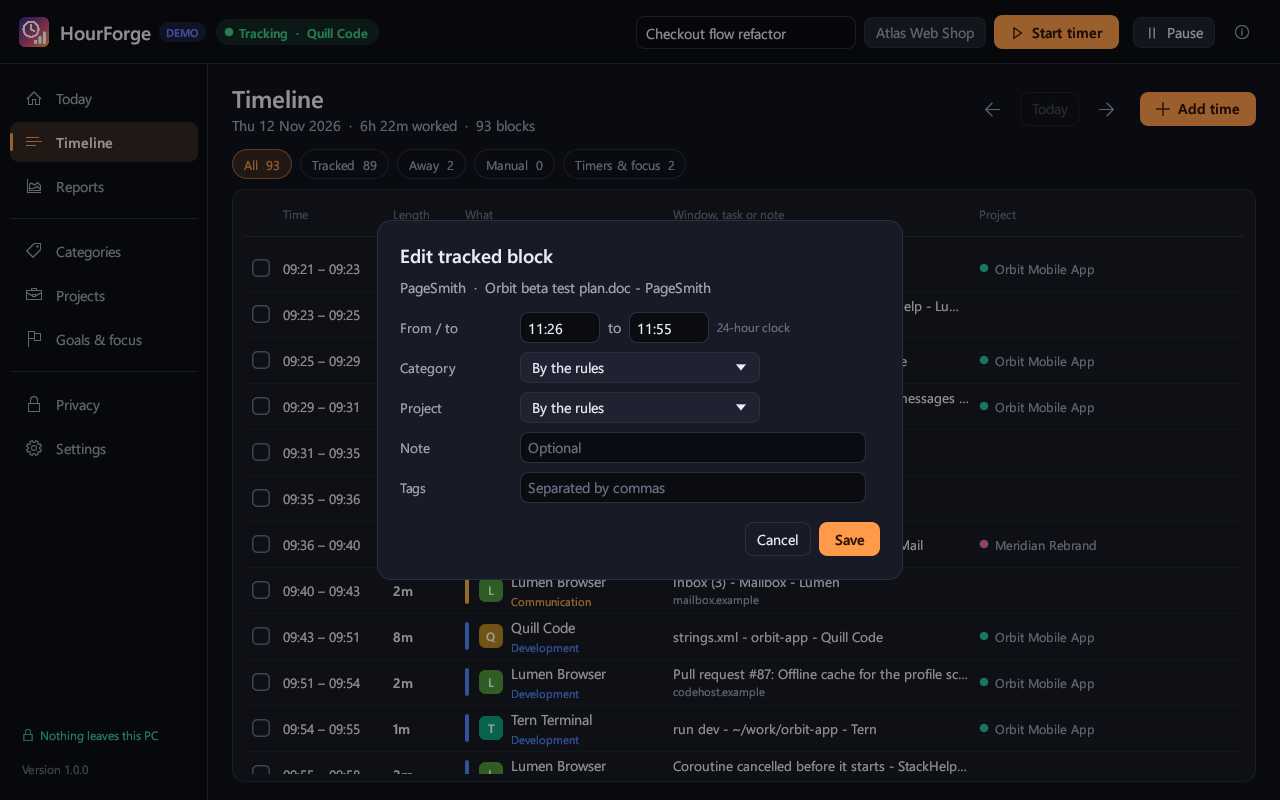 HourForge DEMO Tracking · Quill Code
Checkout flow refactor Atlas Web Shop Start timer Pause
Today
Timeline
Reports
Categories
Projects
Goals & focus
Privacy
Settings
Nothing leaves this PC
Version 1.0.0
Timeline
Thu 12 Nov 2026 · 6h 22m worked · 93 blocks
Today Add time
All 93 Tracked 89 Away 2 Manual 0 Timers & focus 2
Time Length What Window, task or note Project
09:21 – 09:23 Orbit Mobile App
09:23 – 09:25 elp - Lu...
09:25 – 09:29 Orbit Mobile App
09:29 – 09:31 messages ... Orbit Mobile App
09:31 – 09:35
09:35 – 09:36
09:36 – 09:40 Mail Meridian Rebrand
Edit tracked block
PageSmith · Orbit beta test plan.doc - PageSmith
From / to 11:26 to 11:55 24-hour clock
Category By the rules
Project By the rules
Note Optional
Tags Separated by commas
Cancel Save
09:40 – 09:43 2m L Lumen Browser Inbox (3) - Mailbox - Lumen
Communication mailbox.example
09:43 – 09:51 8m Q Quill Code strings.xml - orbit-app - Quill Code Orbit Mobile App
Development
09:51 – 09:54 2m L Lumen Browser Pull request #87: Offline cache for the profile sc... Orbit Mobile App
Development codehost.example
09:54 – 09:55 1m T Tern Terminal run dev - ~/work/orbit-app - Tern Orbit Mobile App
Development
09:55 – 09:58 Lumen Browser Coroutine cancelled before it starts - StackHelp...